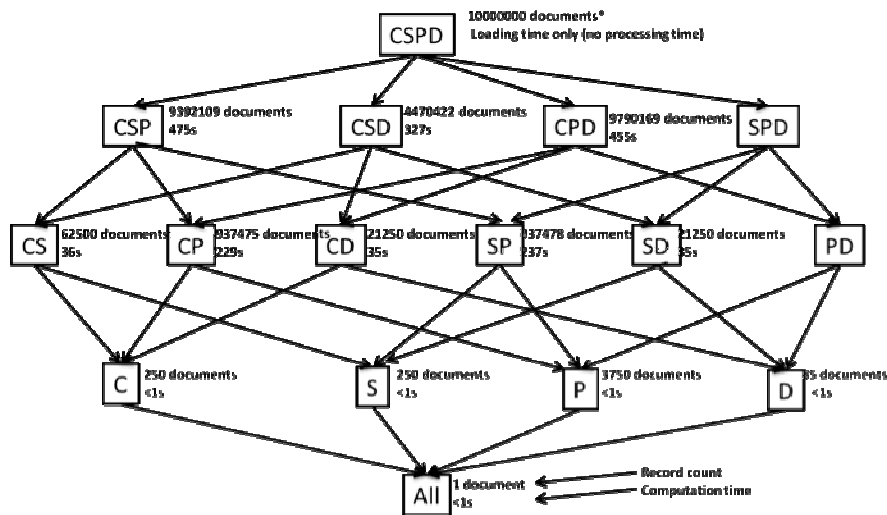 10000000 documents*
CSPD
Loading time only (no processing time)
CSP
9392109 documents
475s
CSD
4470422 documents
327s
CPD
9790169 documents
455s
SPD
CS
62500 documents
36s
CP
937475 documents
229s
CD
21250 documents
35s
SP
937478 documents
237s
SD
21250 documents
35s
PD
C
250 documents
<1s
S
250 documents
<1s
P
3750 documents
<1s
D
85 documents
<1s
All
1 document
<1s
Record count
Computation time